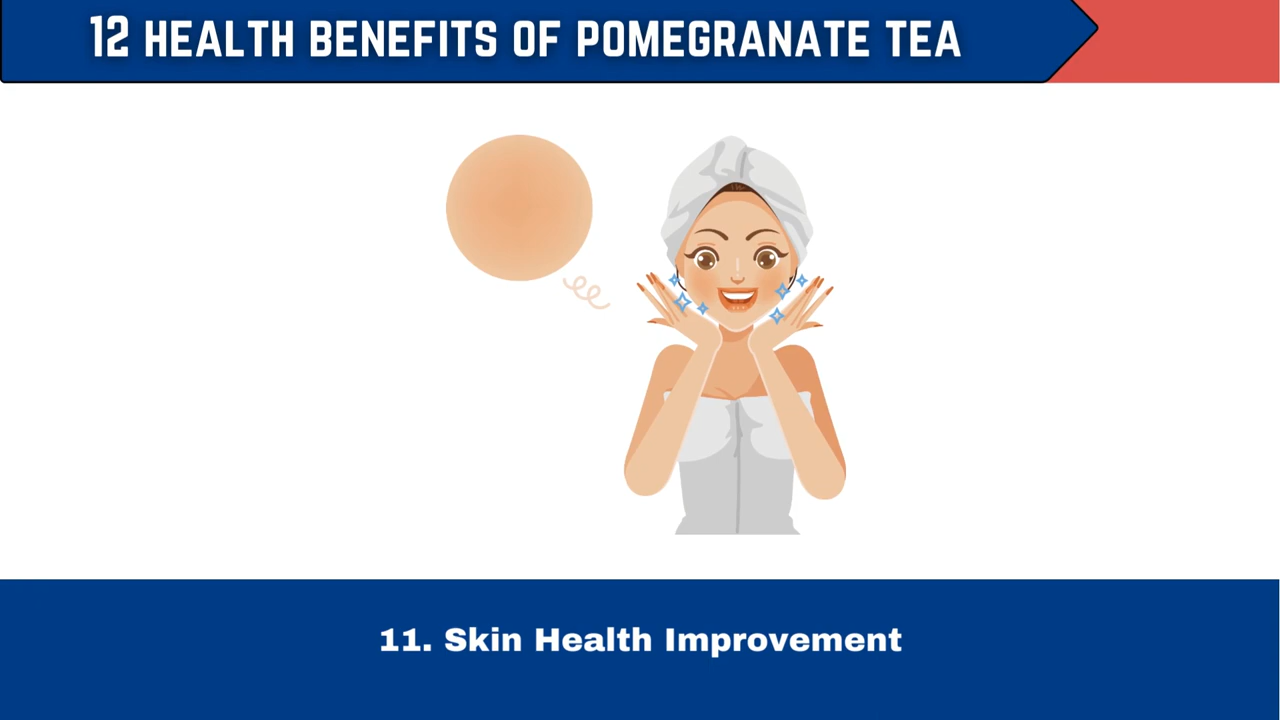 12 HEALTH BENEFITS OF POMEGRANATE TEA
11. Skin Health Improvement